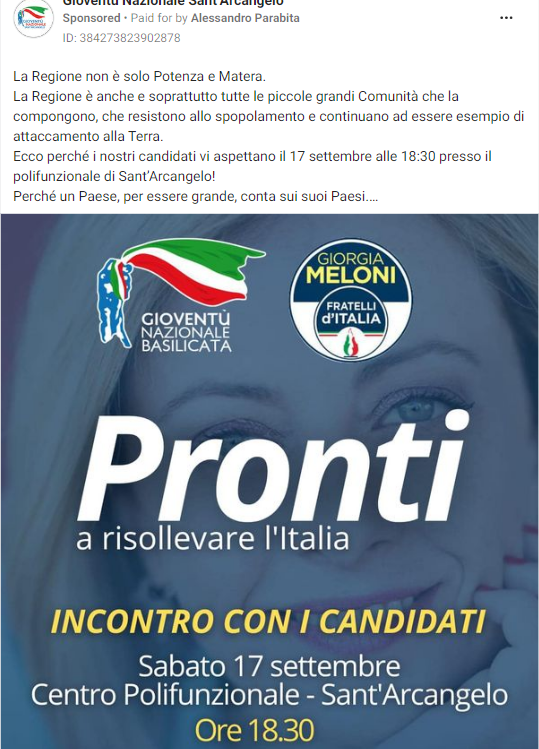 Gioventù Nazionale Sant'Arcangelo
Sponsored • Paid for by Alessandro Parabita
ID: 384273823902878
La Regione non è solo Potenza e Matera.
La Regione è anche e soprattutto tutte le piccole grandi Comunità che la
compongono, che resistono allo spopolamento e continuano ad essere esempio di
attaccamento alla Terra.
Ecco perché i nostri candidati vi aspettano il 17 settembre alle 18:30 presso il
polifunzionale di Sant’Arcangelo!
Perché un Paese, per essere grande, conta sui suoi Paesi....
GIOVENTÙ
NAZIONALE
BASILICATA
GIORGIA
MELONI
FRATELLI
d'ITALIA
Pronti
a risollevare l'Italia
INCONTRO CON I CANDIDATI
Sabato 17 settembre
Centro Polifunzionale - Sant'Arcangelo
Ore 18.30